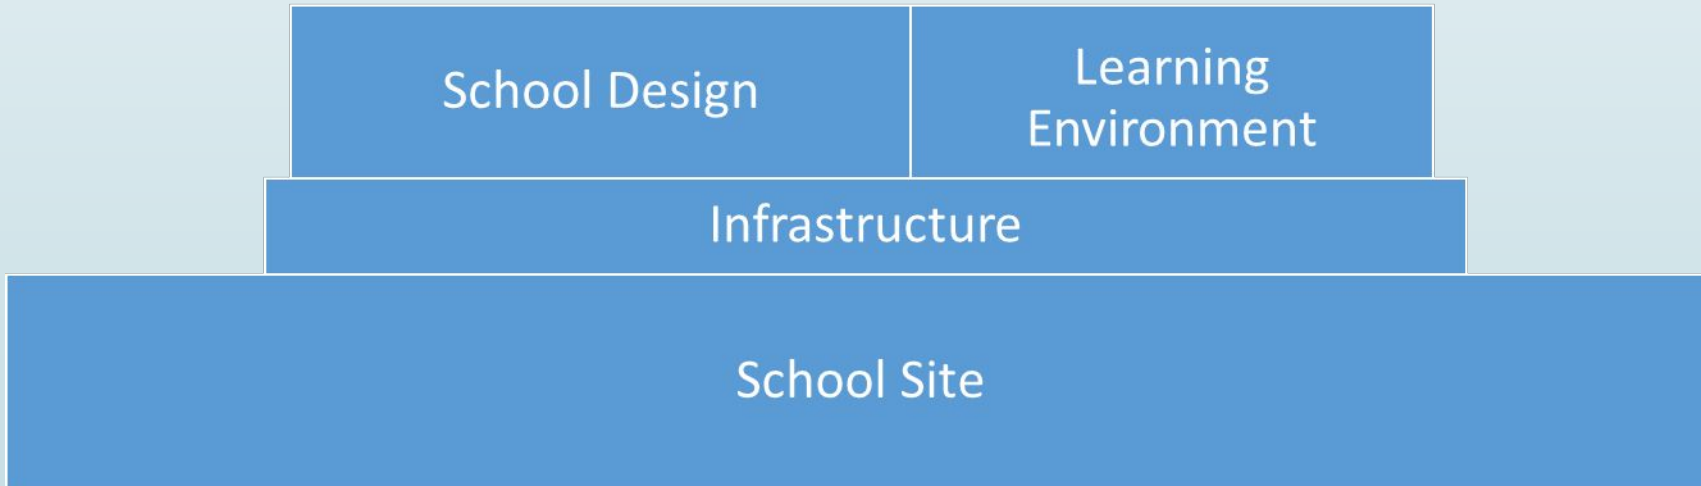 School Design
Learning
Environment
Infrastructure
School Site